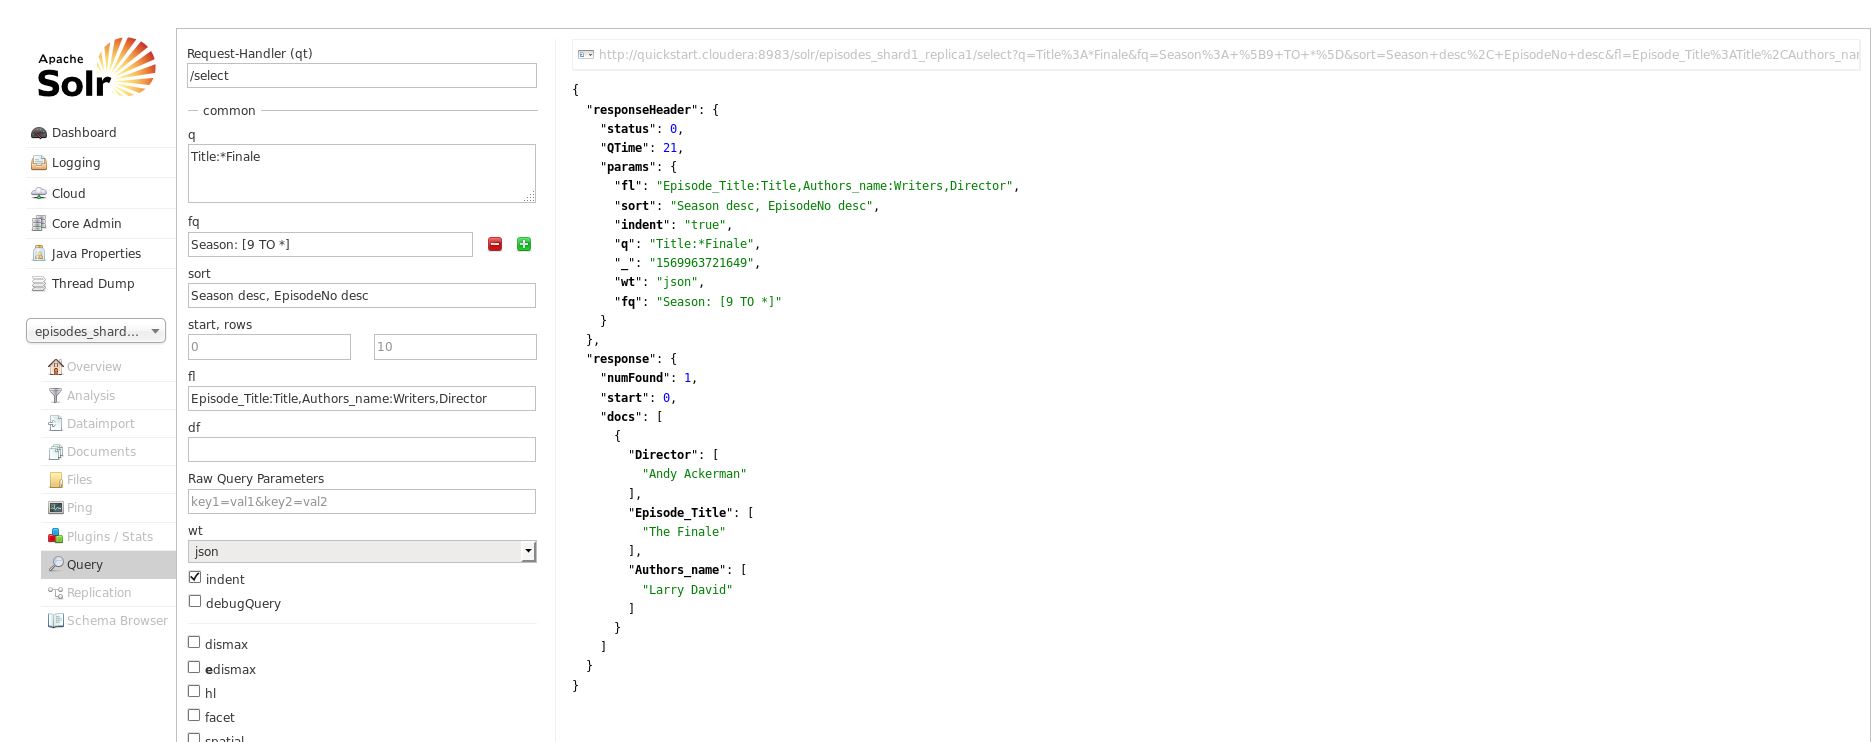 Apache
Solr
Dashboard
Logging
Cloud
Core Admin
Java Properties
Thread Dump
episodes_shard...
Overview
Analysis
Dataimport
Documents
Files
Ping
Plugins / Stats
Query
Replication
Schema Browser
Request-Handler (qt)
/select
common
q
Title:*Finale
fq
Season: [9 TO *]
sort
Season desc, EpisodeNo desc
start, rows
0 10
fl
Episode_Title:Title,Authors_name:Writers,Director
df
Raw Query Parameters
key1=val1&key2=val2
wt
json
indent
debugQuery
dismax
edismax
hl
facet
spatial
http://quickstart.cloudera:8983/solr/episodes_shard1_replica1/select?q=Title%3A*Finale&fq=Season%3A+%5B9+TO+*%5D&sort=Season+desc%2C+EpisodeNo+desc&fl=Episode_Title%3ATitle%2CAuthors_nar
{
"responseHeader": {
"status": 0,
"QTime": 21,
"params": {
"fl": "Episode_Title:Title,Authors_name:Writers,Director",
"sort": "Season desc, EpisodeNo desc",
"indent": "true",
"q": "Title:*Finale",
"_": "1569963721649",
"wt": "json",
"fq": "Season: [9 TO *]"
}
},
"response": {
"numFound": 1,
"start": 0,
"docs": [
{
"Director": [
"Andy Ackerman"
],
"Episode_Title": [
"The Finale"
],
"Authors_name": [
"Larry David"
]
}
]
}
}